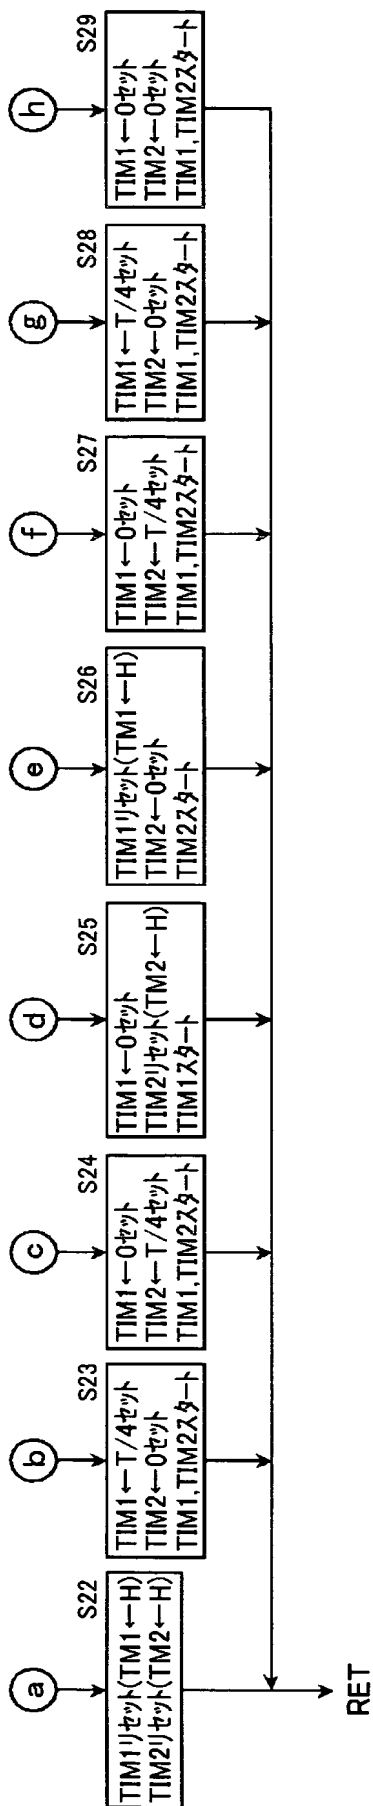 a
S22
TIM1リセット(TM1←H)
TIM2リセット(TM2←H)
b
S23
TIM1←T/4セット
TIM2←0セット
TIM1,TIM2スタート
c
S24
TIM1←0セット
TIM2←T/4セット
TIM1,TIM2スタート
d
S25
TIM1←0セット
TIM2リセット(TM2←H)
TIM1スタート
e
S26
TIM1リセット(TM1←H)
TIM2←0セット
TIM2スタート
f
S27
TIM1←0セット
TIM2←T/4セット
TIM1,TIM2スタート
g
S28
TIM1←T/4セット
TIM2←0セット
TIM1,TIM2スタート
h
S29
TIM1←0セット
TIM2←0セット
TIM1,TIM2スタート
RET